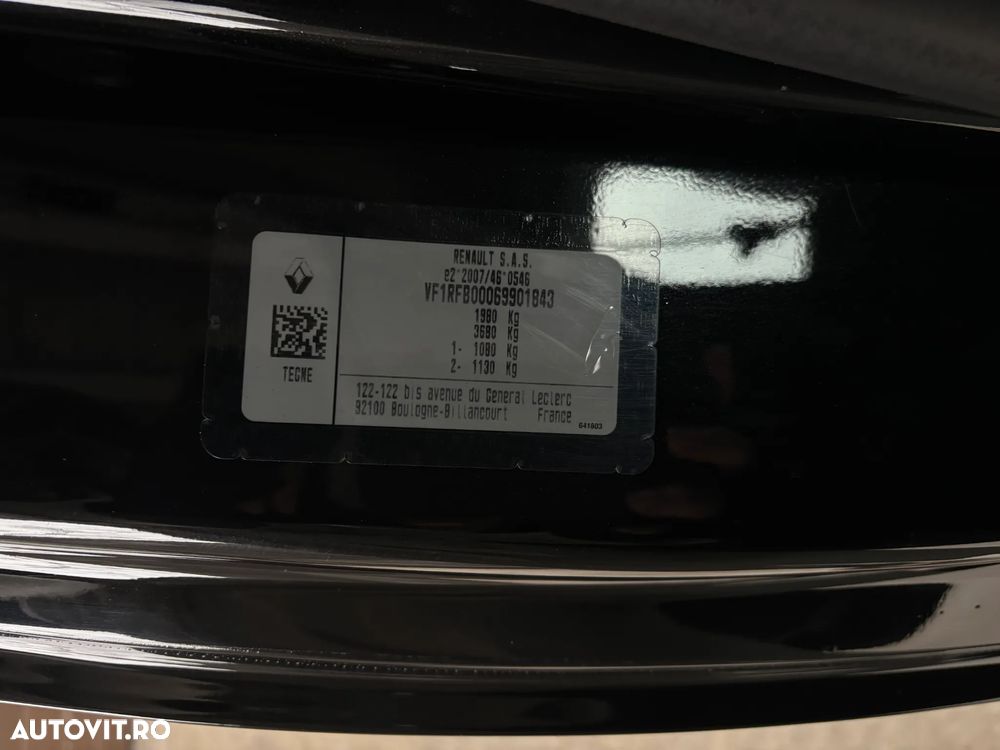 RENAULT S.A.S.
e2*2007/46*0546
VF1RFB00069901843
1980 Kg
3680 Kg
1- 1080 Kg
2- 1130 Kg
TEGNE
122-122 bis avenue du General Leclerc
92100 Boulogne-Billancourt France
641803
AUTOVIT.RO